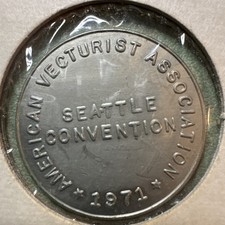 AMERICAN VECTURIST ASSOCIATION
SEATTLE
CONVENTION
* 1971 *